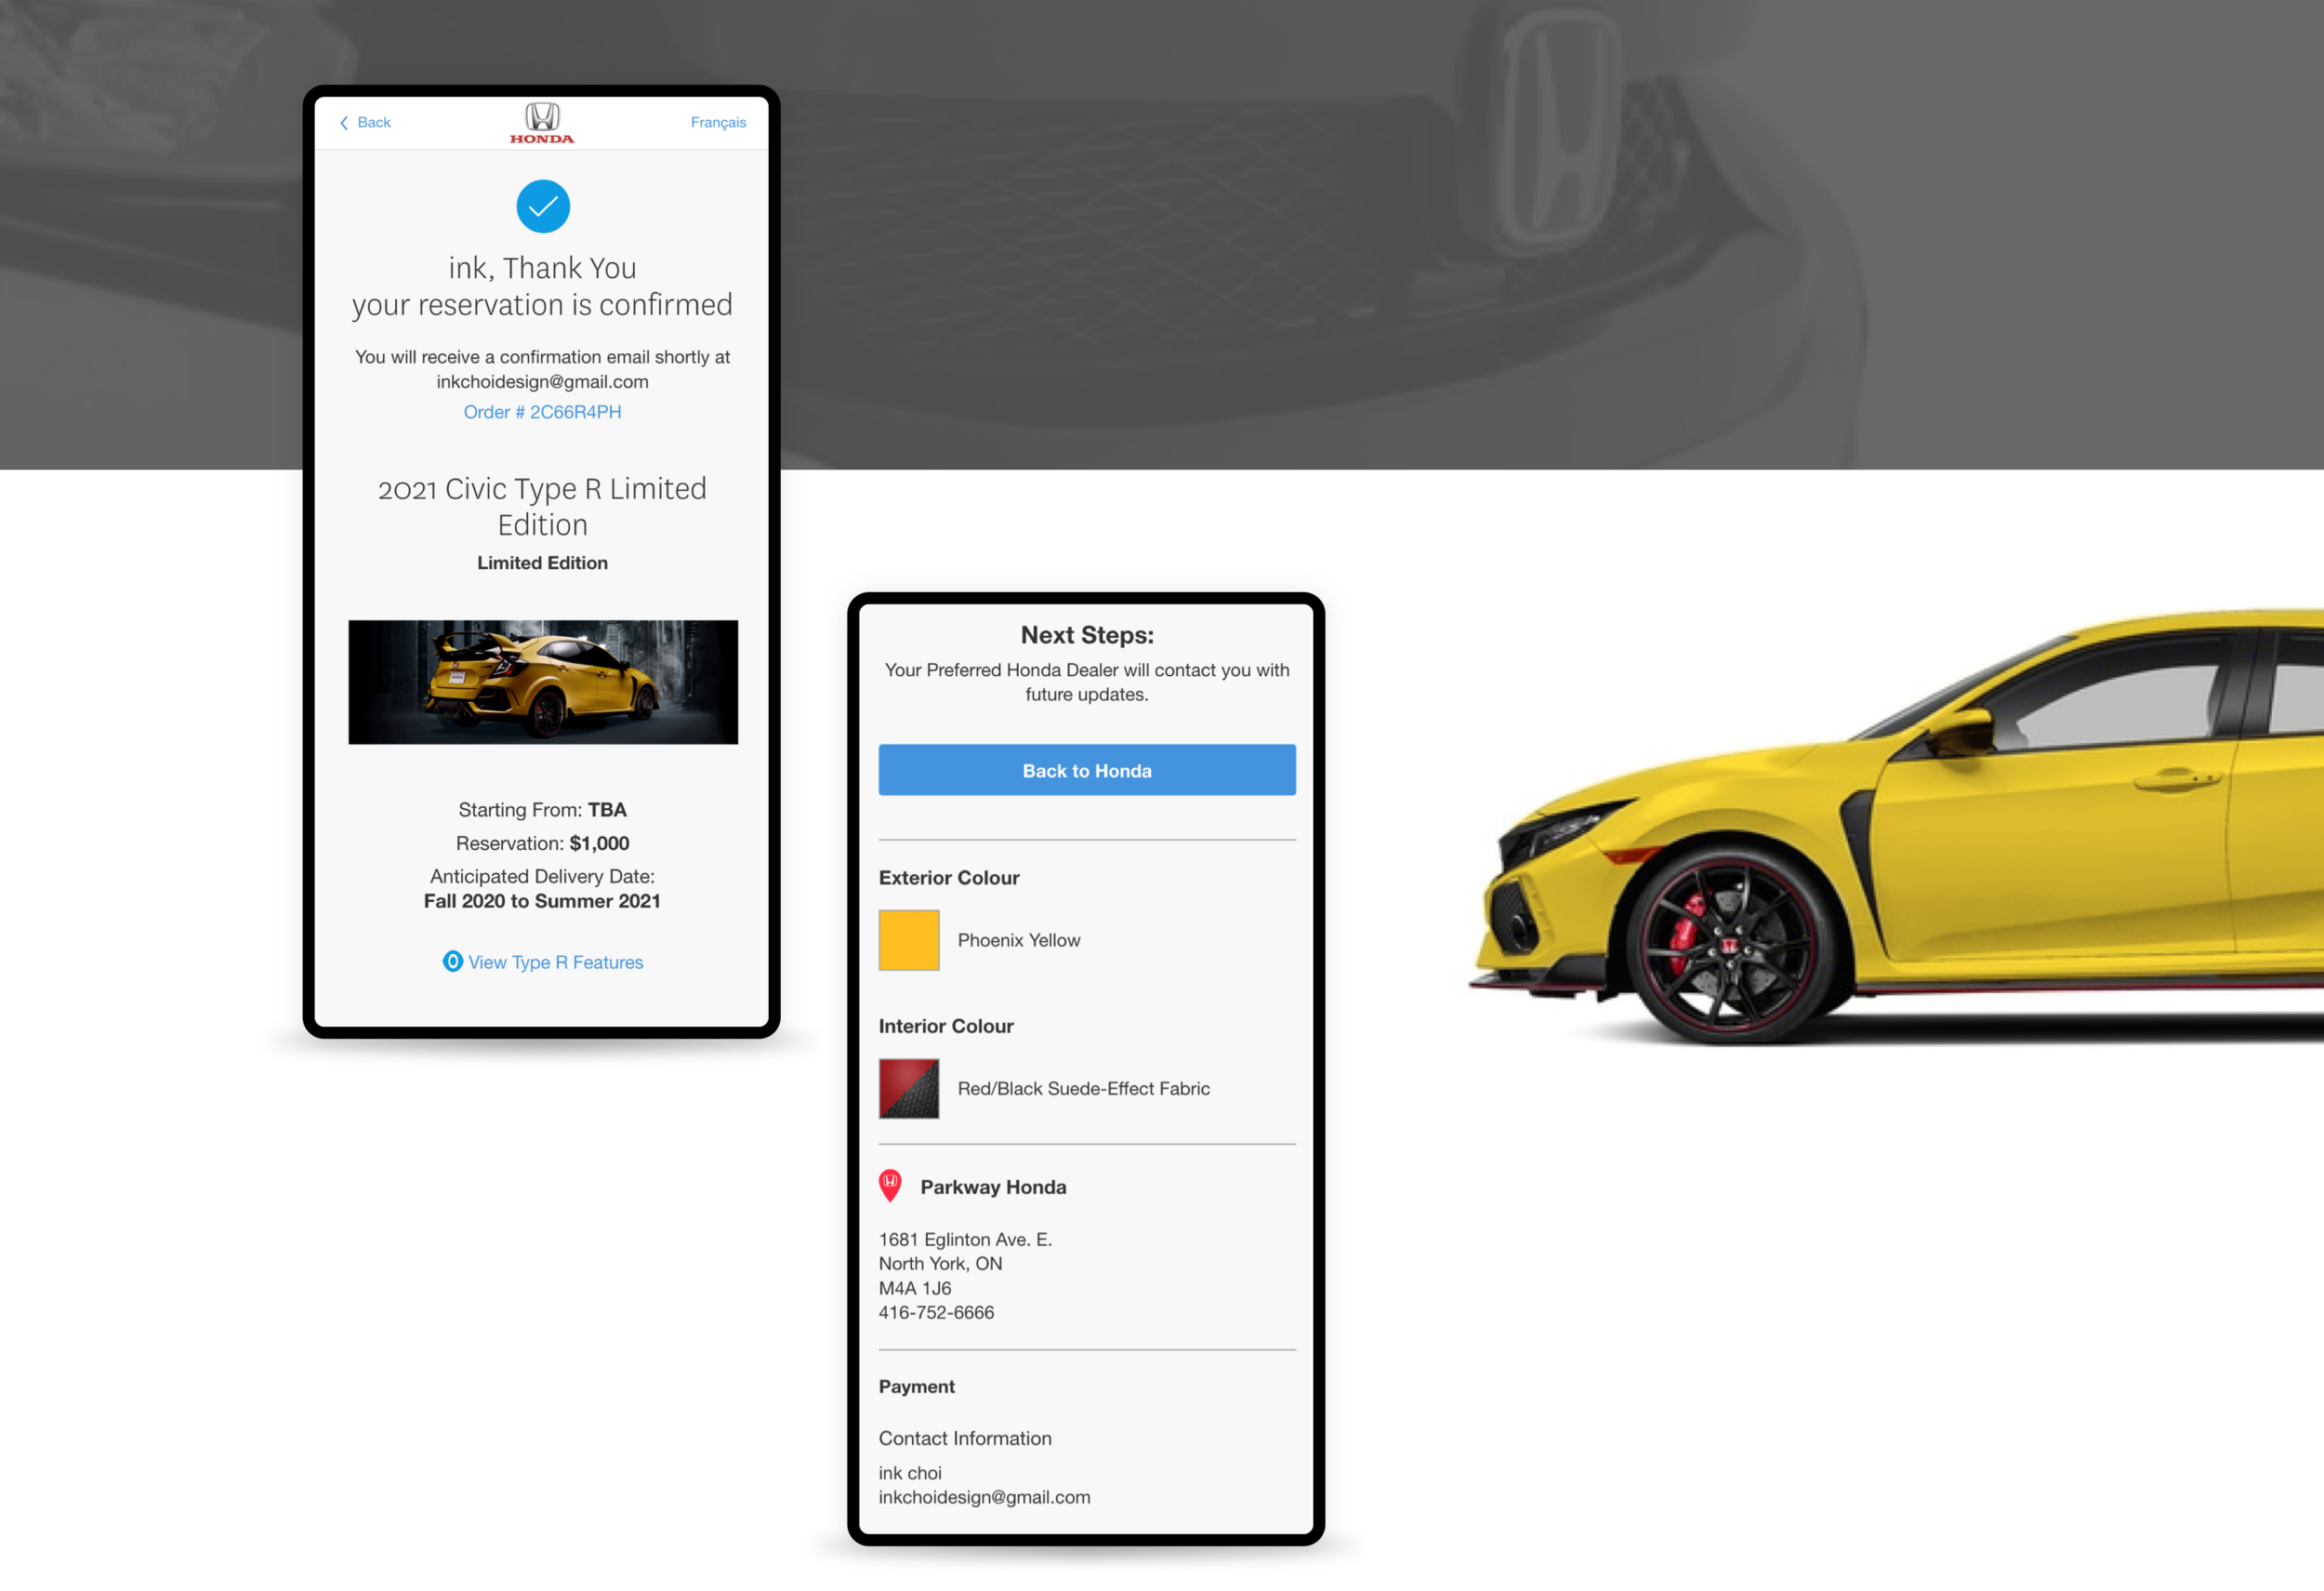 Back
HONDA
Français
ink, Thank You
your reservation is confirmed
You will receive a confirmation email shortly at
inkchoidesign@gmail.com
Order # 2C66R4PH
2021 Civic Type R Limited
Edition
Limited Edition
Starting From: TBA
Reservation: $1,000
Anticipated Delivery Date:
Fall 2020 to Summer 2021
View Type R Features
Next Steps:
Your Preferred Honda Dealer will contact you with
future updates.
Back to Honda
Exterior Colour
Phoenix Yellow
Interior Colour
Red/Black Suede-Effect Fabric
Parkway Honda
1681 Eglinton Ave. E.
North York, ON
M4A 1J6
416-752-6666
Payment
Contact Information
ink choi
inkchoidesign@gmail.com